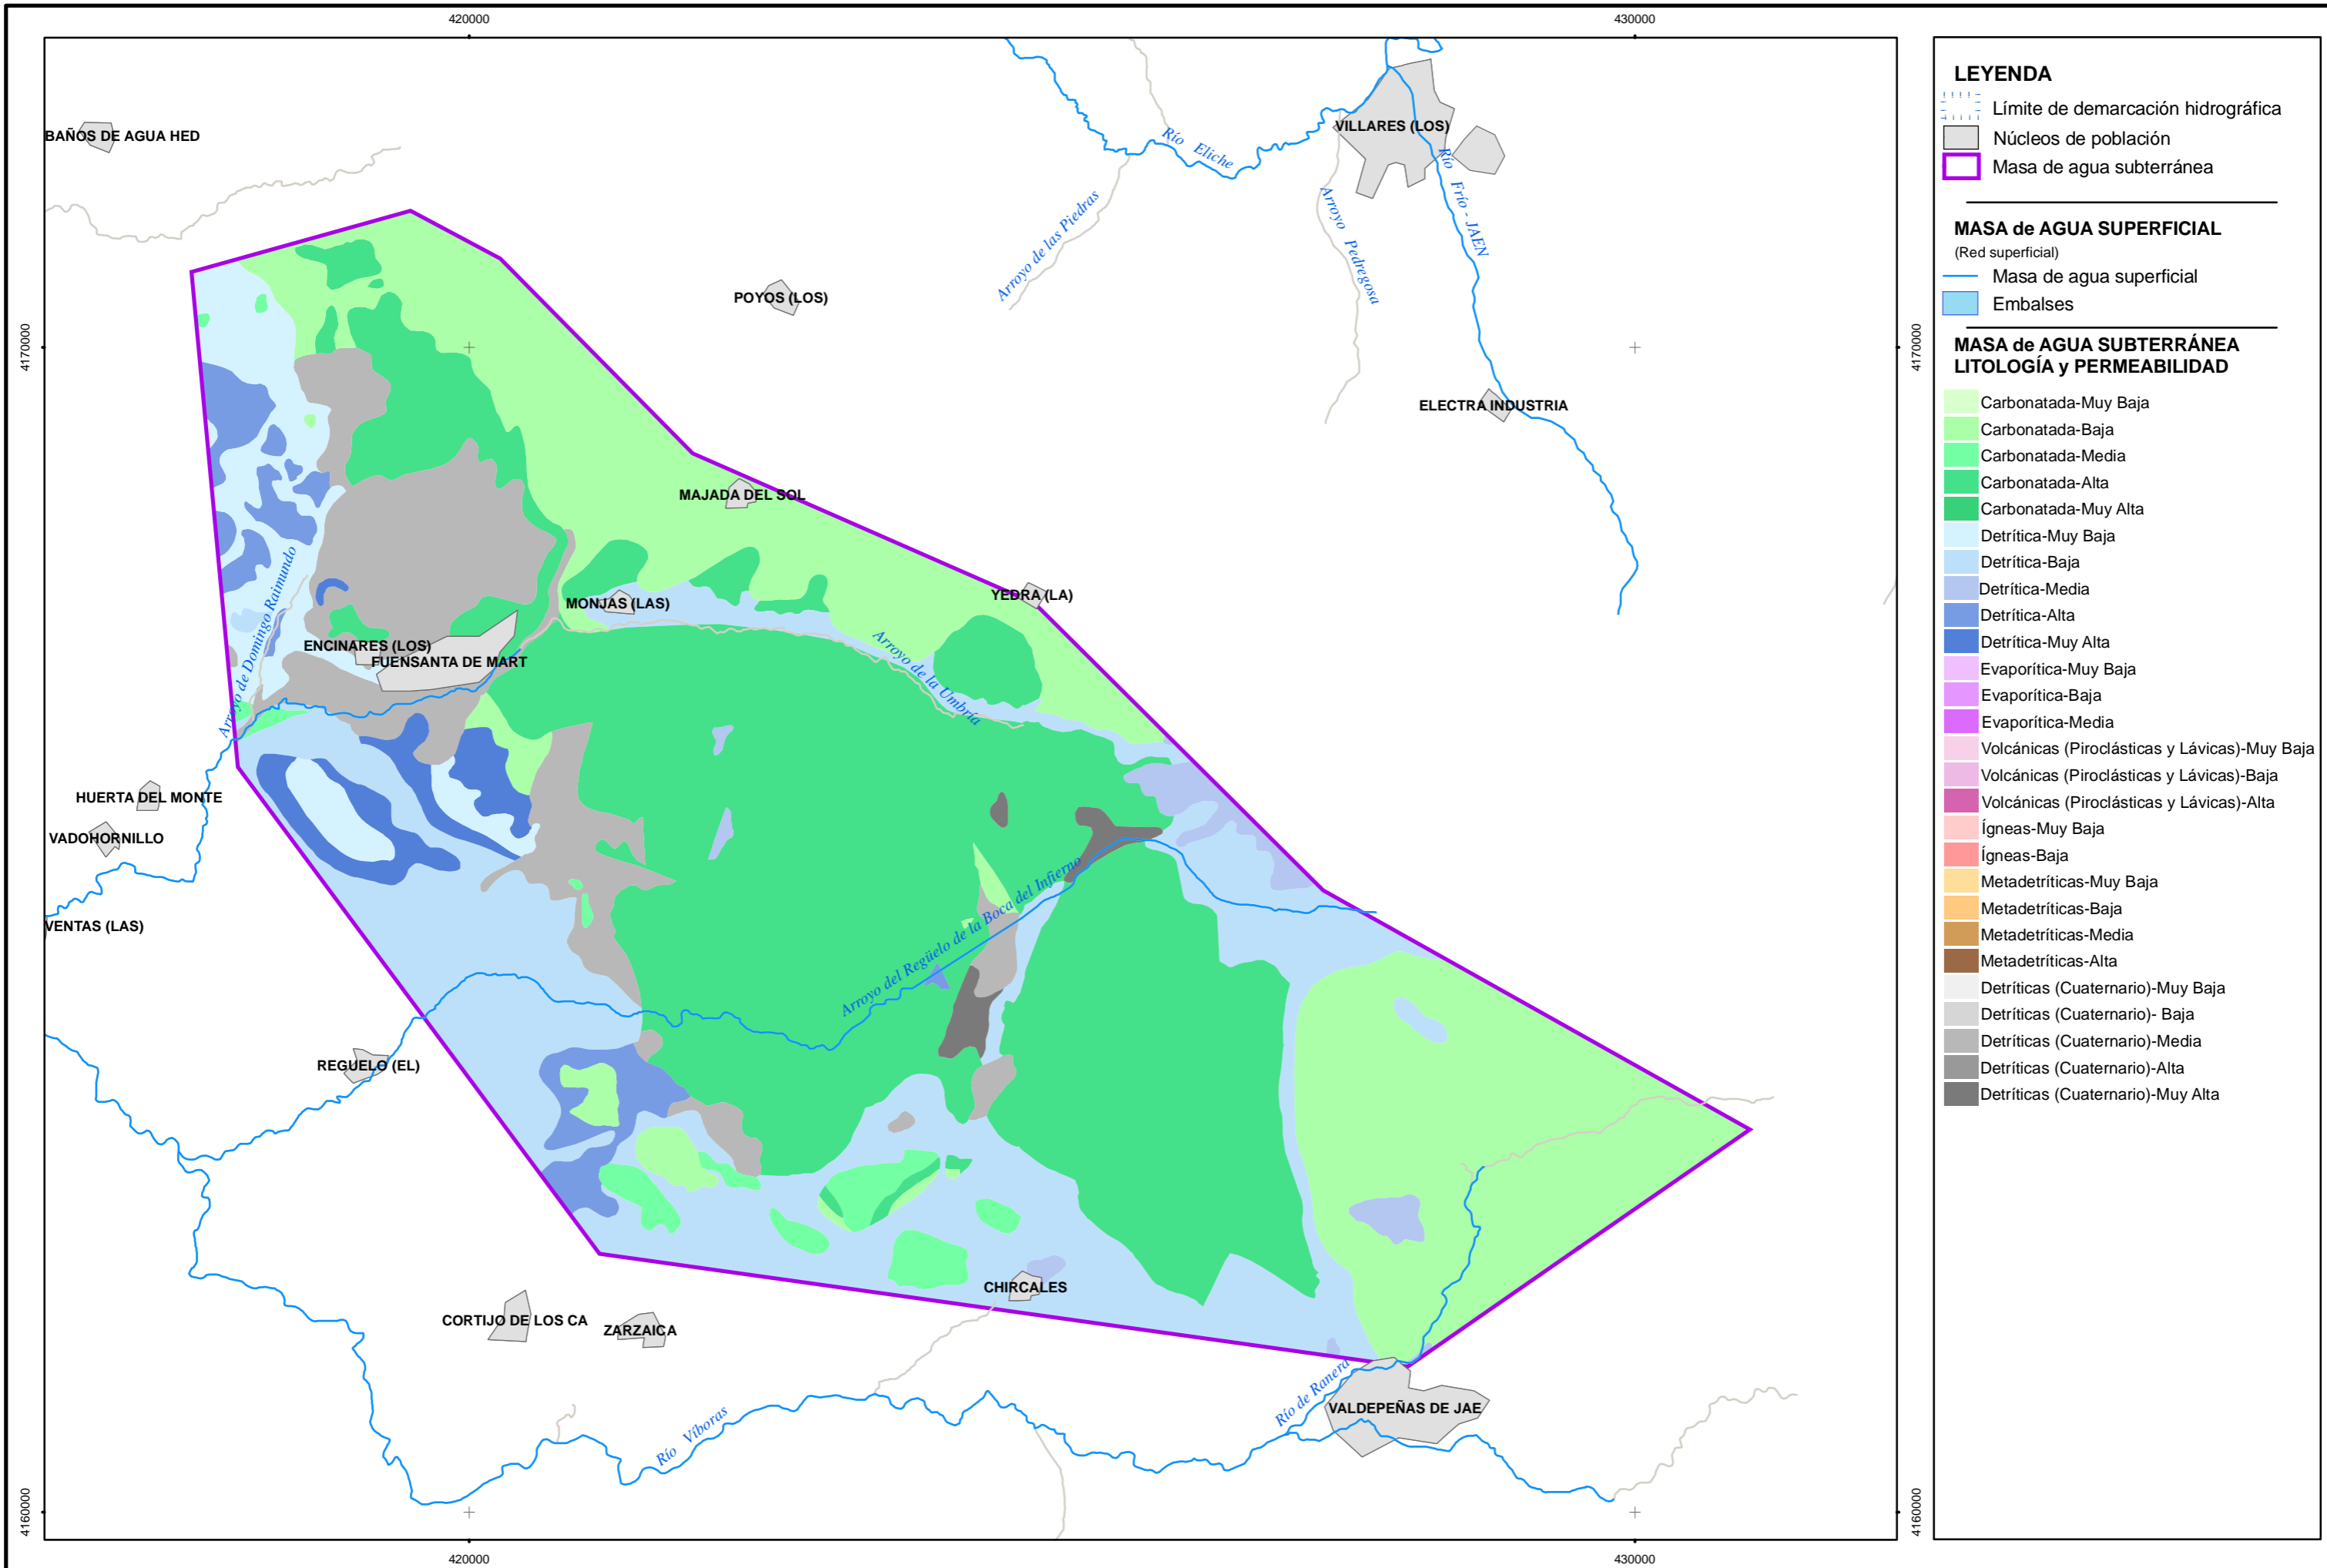 420000
430000
BAÑOS DE AGUA HED
VILLARES (LOS)
Río Eliche
Río Frío - JAEN
Arroyo de las Piedras
Arroyo Pedregosa
POYOS (LOS)
4170000
4170000
ELECTRA INDUSTRIA
MAJADA DEL SOL
YEDRA (LA)
MONJAS (LAS)
Arroyo de Domingo Raimundo
ENCINARES (LOS)
FUENSANTA DE MART
Arroyo de la Umbría
HUERTA DEL MONTE
VADOHORNILLO
VENTAS (LAS)
Arroyo del Regüelo de la Boca del Infierno
REGUELO (EL)
CHIRCALES
CORTIJO DE LOS CA
ZARZAICA
Río de Ranera
VALDEPEÑAS DE JAE
Río Víboras
4160000
4160000
420000
430000
LEYENDA
Límite de demarcación hidrográfica
Núcleos de población
Masa de agua subterránea
MASA de AGUA SUPERFICIAL
(Red superficial)
Masa de agua superficial
Embalses
MASA de AGUA SUBTERRÁNEA
LITOLOGÍA y PERMEABILIDAD
Carbonatada-Muy Baja
Carbonatada-Baja
Carbonatada-Media
Carbonatada-Alta
Carbonatada-Muy Alta
Detrítica-Muy Baja
Detrítica-Baja
Detrítica-Media
Detrítica-Alta
Detrítica-Muy Alta
Evaporítica-Muy Baja
Evaporítica-Baja
Evaporítica-Media
Volcánicas (Piroclásticas y Lávicas)-Muy Baja
Volcánicas (Piroclásticas y Lávicas)-Baja
Volcánicas (Piroclásticas y Lávicas)-Alta
Ígneas-Muy Baja
Ígneas-Baja
Metadetríticas-Muy Baja
Metadetríticas-Baja
Metadetríticas-Media
Metadetríticas-Alta
Detríticas (Cuaternario)-Muy Baja
Detríticas (Cuaternario)- Baja
Detríticas (Cuaternario)-Media
Detríticas (Cuaternario)-Alta
Detríticas (Cuaternario)-Muy Alta